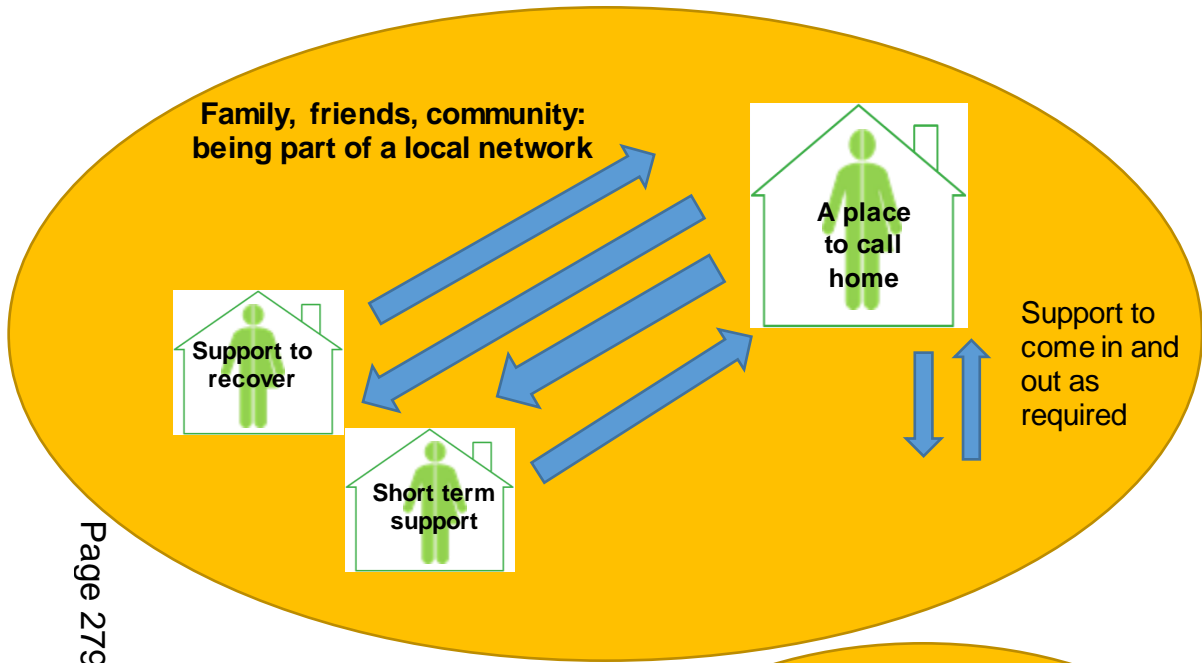 Family, friends, community:
being part of a local network
A place
to call
home
Support to
come in and
out as
required
Support to
recover
Short term
support
Page 279